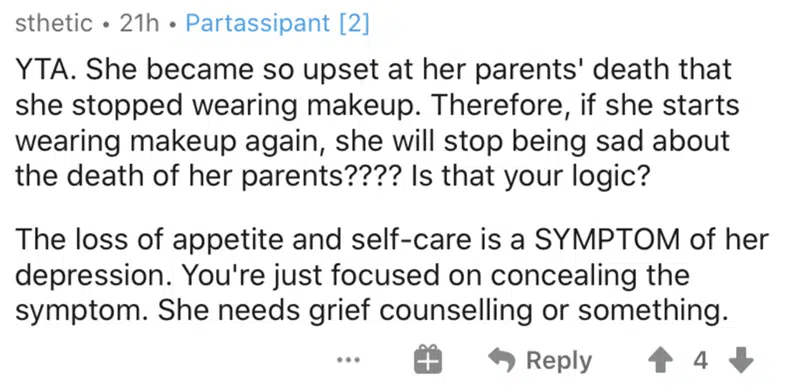 sthetic • 21h • Partassipant [2]
YTA. She became so upset at her parents' death that
she stopped wearing makeup. Therefore, if she starts
wearing makeup again, she will stop being sad about
the death of her parents???? Is that your logic?
The loss of appetite and self-care is a SYMPTOM of her
depression. You're just focused on concealing the
symptom. She needs grief counselling or something.
... Reply 4